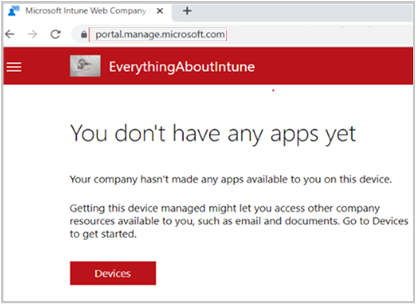 Microsoft Intune Web Company
portal.manage.microsoft.com
EverythingAboutIntune
You don't have any apps yet
Your company hasn't made any apps available to you on this device.
Getting this device managed might let you access other company
resources available to you, such as email and documents. Go to Devices
to get started.
Devices